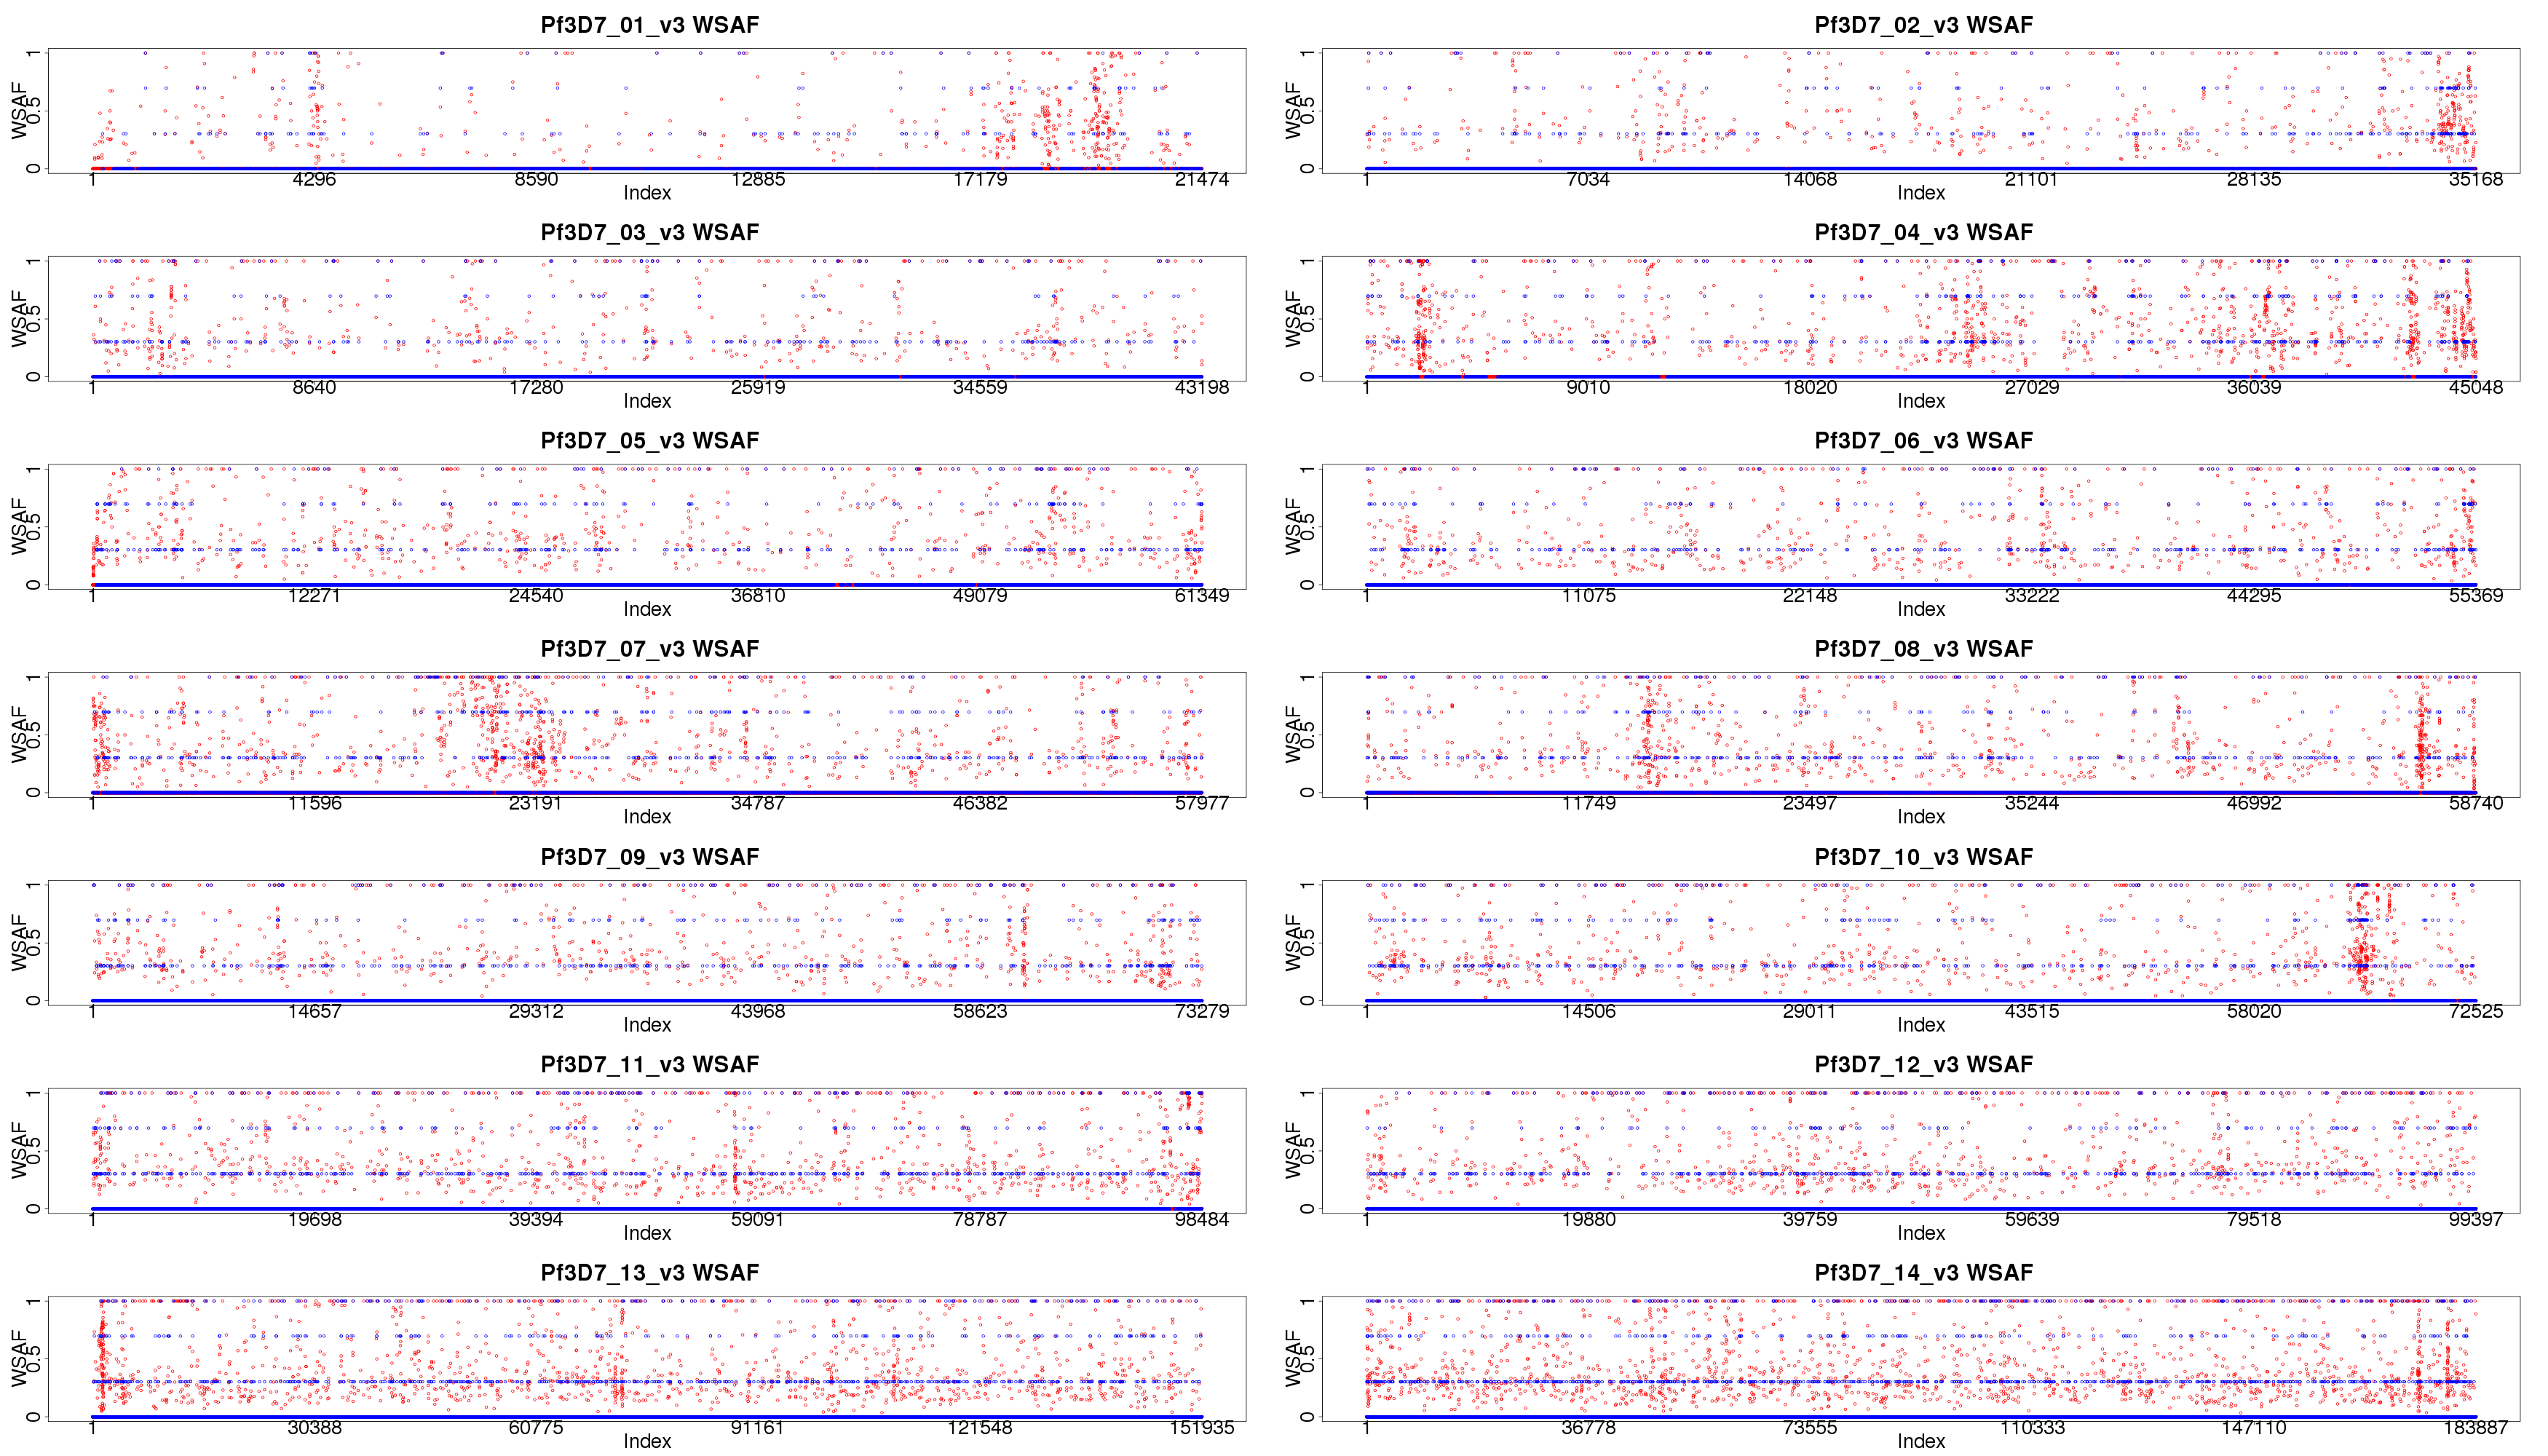 Pf3D7_01_v3 WSAF
WSAF
0 0.5 1
1 4296 8590 12885 17179 21474
Index
Pf3D7_02_v3 WSAF
WSAF
0 0.5 1
1 7034 14068 21101 28135 35168
Index
Pf3D7_03_v3 WSAF
WSAF
0 0.5 1
1 8640 17280 25919 34559 43198
Index
Pf3D7_04_v3 WSAF
WSAF
0 0.5 1
1 9010 18020 27029 36039 45048
Index
Pf3D7_05_v3 WSAF
WSAF
0 0.5 1
1 12271 24540 36810 49079 61349
Index
Pf3D7_06_v3 WSAF
WSAF
0 0.5 1
1 11075 22148 33222 44295 55369
Index
Pf3D7_07_v3 WSAF
WSAF
0 0.5 1
1 11596 23191 34787 46382 57977
Index
Pf3D7_08_v3 WSAF
WSAF
0 0.5 1
1 11749 23497 35244 46992 58740
Index
Pf3D7_09_v3 WSAF
WSAF
0 0.5 1
1 14657 29312 43968 58623 73279
Index
Pf3D7_10_v3 WSAF
WSAF
0 0.5 1
1 14506 29011 43515 58020 72525
Index
Pf3D7_11_v3 WSAF
WSAF
0 0.5 1
1 19698 39394 59091 78787 98484
Index
Pf3D7_12_v3 WSAF
WSAF
0 0.5 1
1 19880 39759 59639 79518 99397
Index
Pf3D7_13_v3 WSAF
WSAF
0 0.5 1
1 30388 60775 91161 121548 151935
Index
Pf3D7_14_v3 WSAF
WSAF
0 0.5 1
1 36778 73555 110333 147110 183887
Index